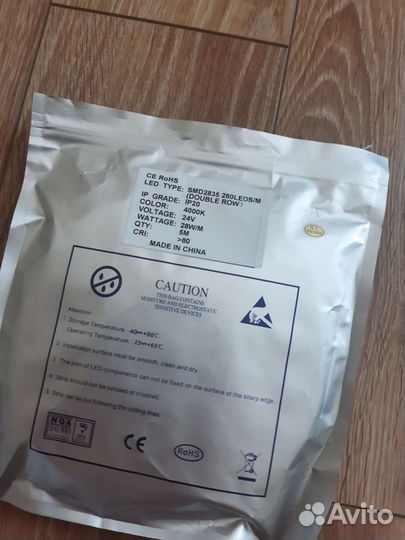 CE RoHS
LED TYPE: SMD2835 280LEDS/M
(DOUBLE ROW)
IP GRADE: IP20
COLOR: 4000K
VOLTAGE: 24V
WATTAGE: 28W/M
QTY: 5M
CRI: >80
MADE IN CHINA
Q.C.
PASSED
CAUTION
THIS BAG CONTAINS
MOISTURE AND ELECTROSTATIC
SENSITIVE DEVICES
Attention:
1. Storage Temperature: -40 +80℃.
Operating Temperature: -25 +60℃.
2. Installation surface must be smooth, clean and dry.
3. The part of LED components can not be fixed on the surface of the sharp edge.
4. Strip should not be collided or crushed.
5. Strip can be cut following the cutting lines.
NQA
CE
RoHS
Avito